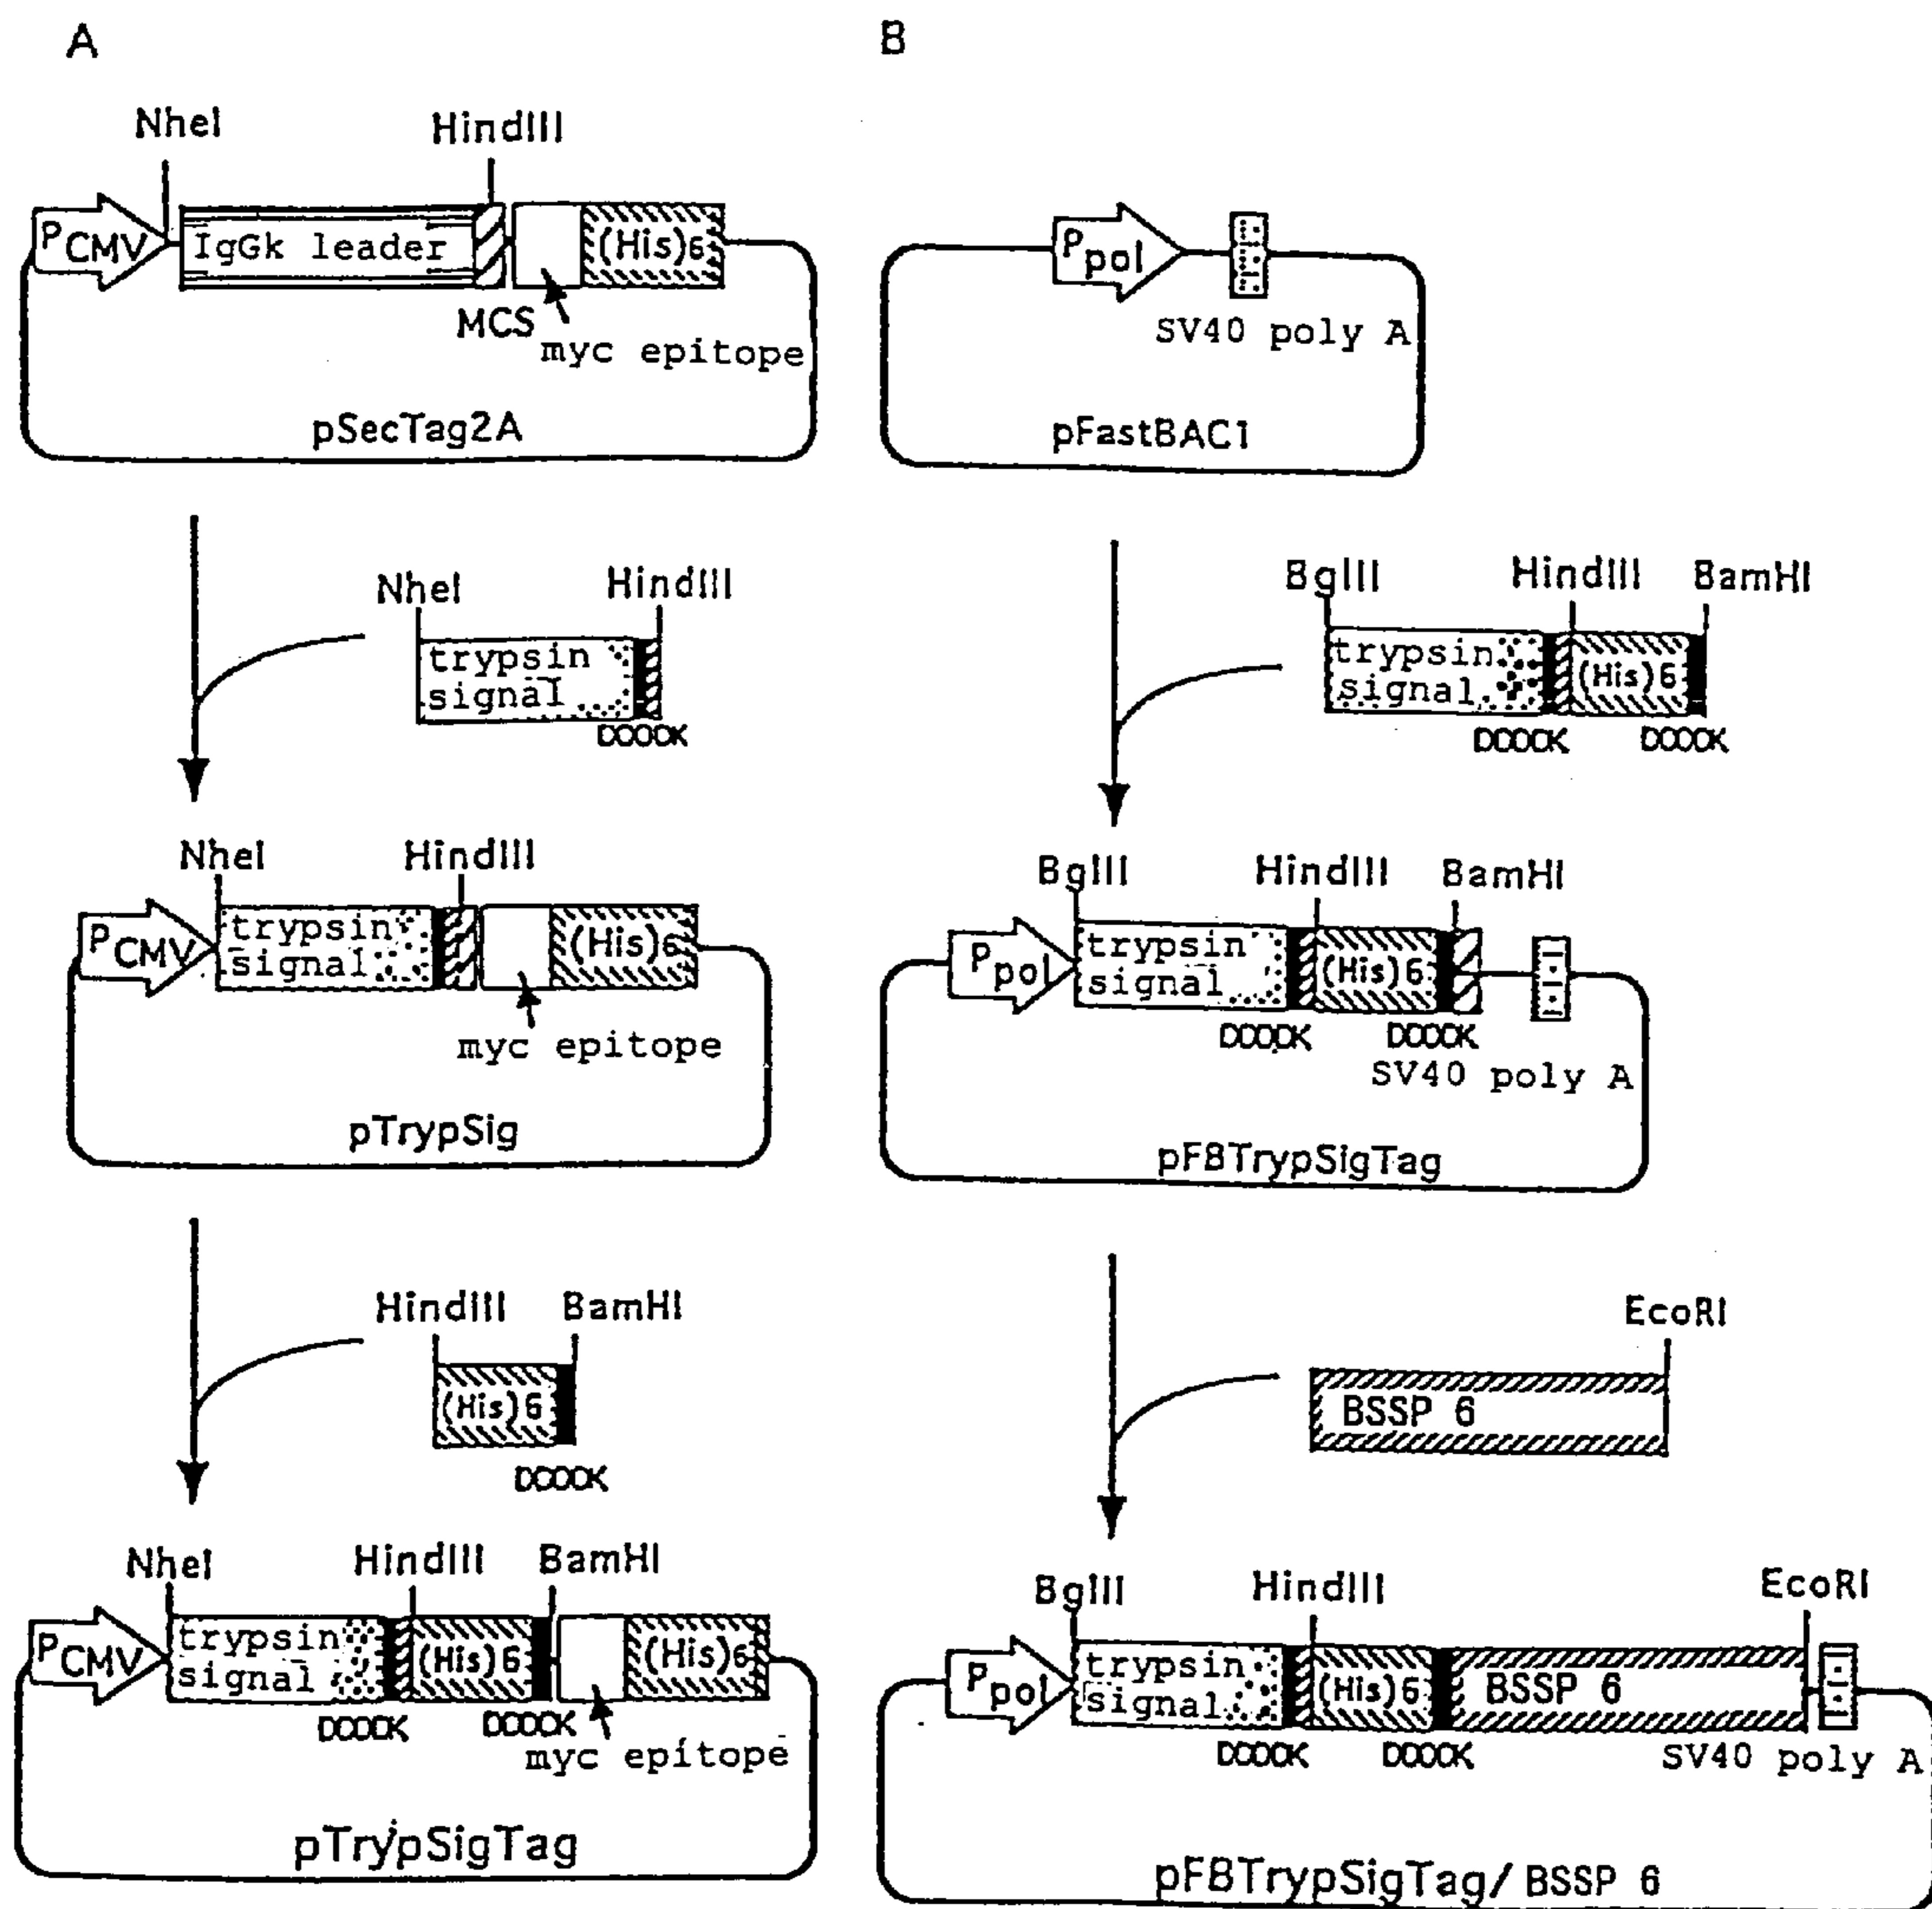 A
NheI
HindIII
PCMV
IgGk leader
(His)6
MCS
myc epitope
pSecTag2A
NheI
HindIII
trypsin
signal
DDDDK
NheI
HindIII
PCMV
trypsin
signal
(His)6
myc epitope
pTrypSig
HindIII
BamHI
(His)6
DDDDK
NheI
HindIII
BamHI
PCMV
trypsin
signal
(His)6
(His)6
DDDDK
DDDDK
myc epitope
pTrypSigTag
B
Ppol
SV40 poly A
pFastBAC1
BglII
HindIII
BamHI
trypsin
signal
(His)6
DDDDK
DDDDK
BglII
HindIII
BamHI
Ppol
trypsin
signal
(His)6
DDDDK
DDDDK
SV40 poly A
pFBTrypSigTag
EcoRI
BSSP 6
BglII
HindIII
EcoRI
Ppol
trypsin
signal
(His)6
BSSP 6
DDDDK
DDDDK
SV40 poly A
pFBTrypSigTag/ BSSP 6